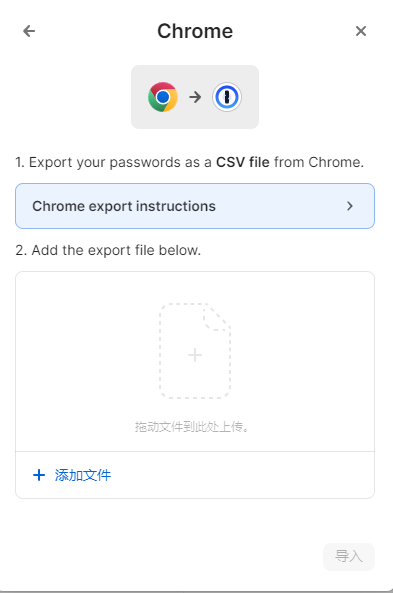 Chrome
1. Export your passwords as a CSV file from Chrome.
Chrome export instructions
2. Add the export file below.
拖动文件到此处上传。
添加文件
导入